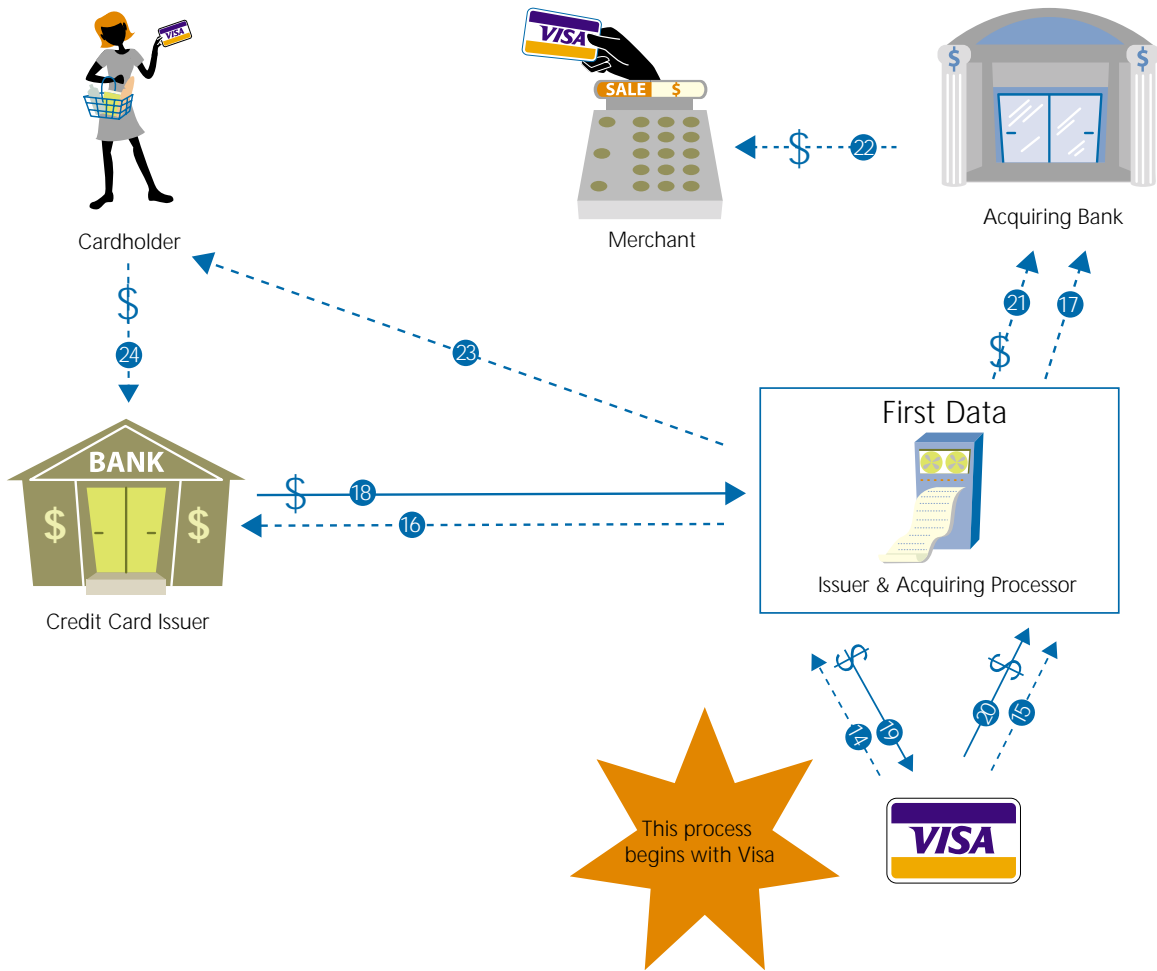 VISA
VISA
SALE $
$ $
$ 22
Acquiring Bank
Merchant
Cardholder
$
21 17
$
24
23
First Data
BANK
$ 18
$ $
16
Issuer & Acquiring Processor
Credit Card Issuer
$ $
14 19 20 15
This process
begins with Visa
VISA